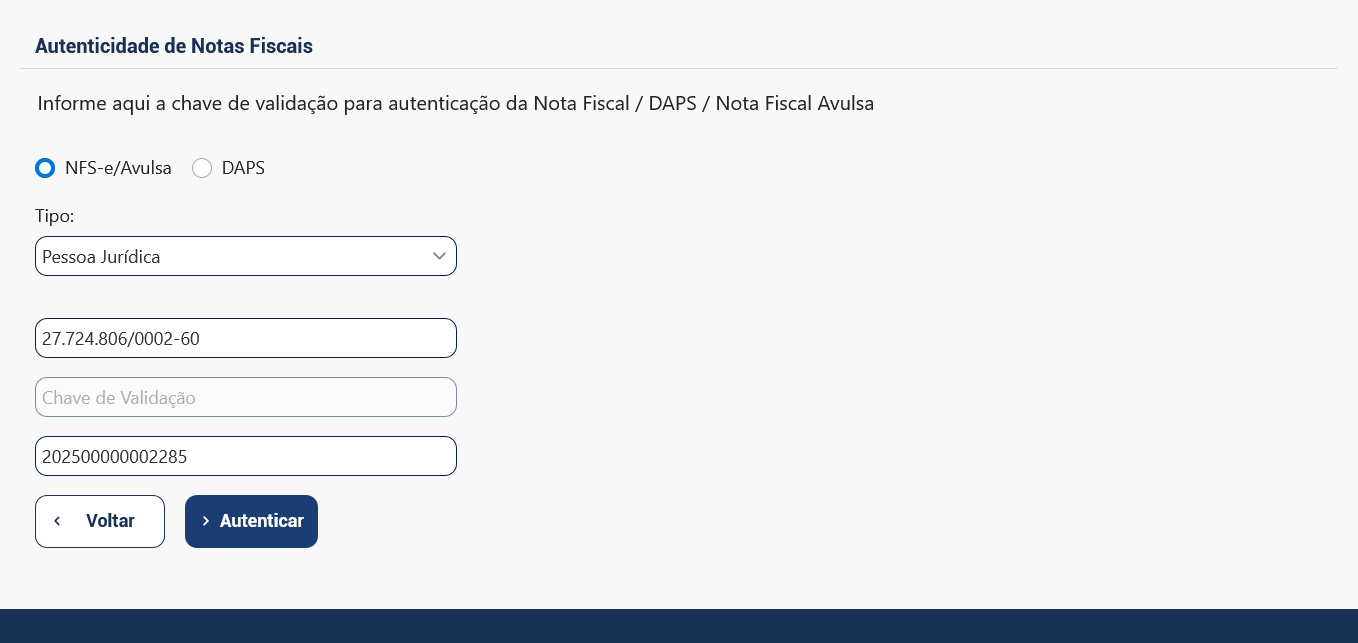 Autenticidade de Notas Fiscais
Informe aqui a chave de validação para autenticação da Nota Fiscal / DAPS / Nota Fiscal Avulsa
NFS-e/Avulsa DAPS
Tipo:
Pessoa Jurídica
27.724.806/0002-60
Chave de Validação
202500000002285
Voltar Autenticar